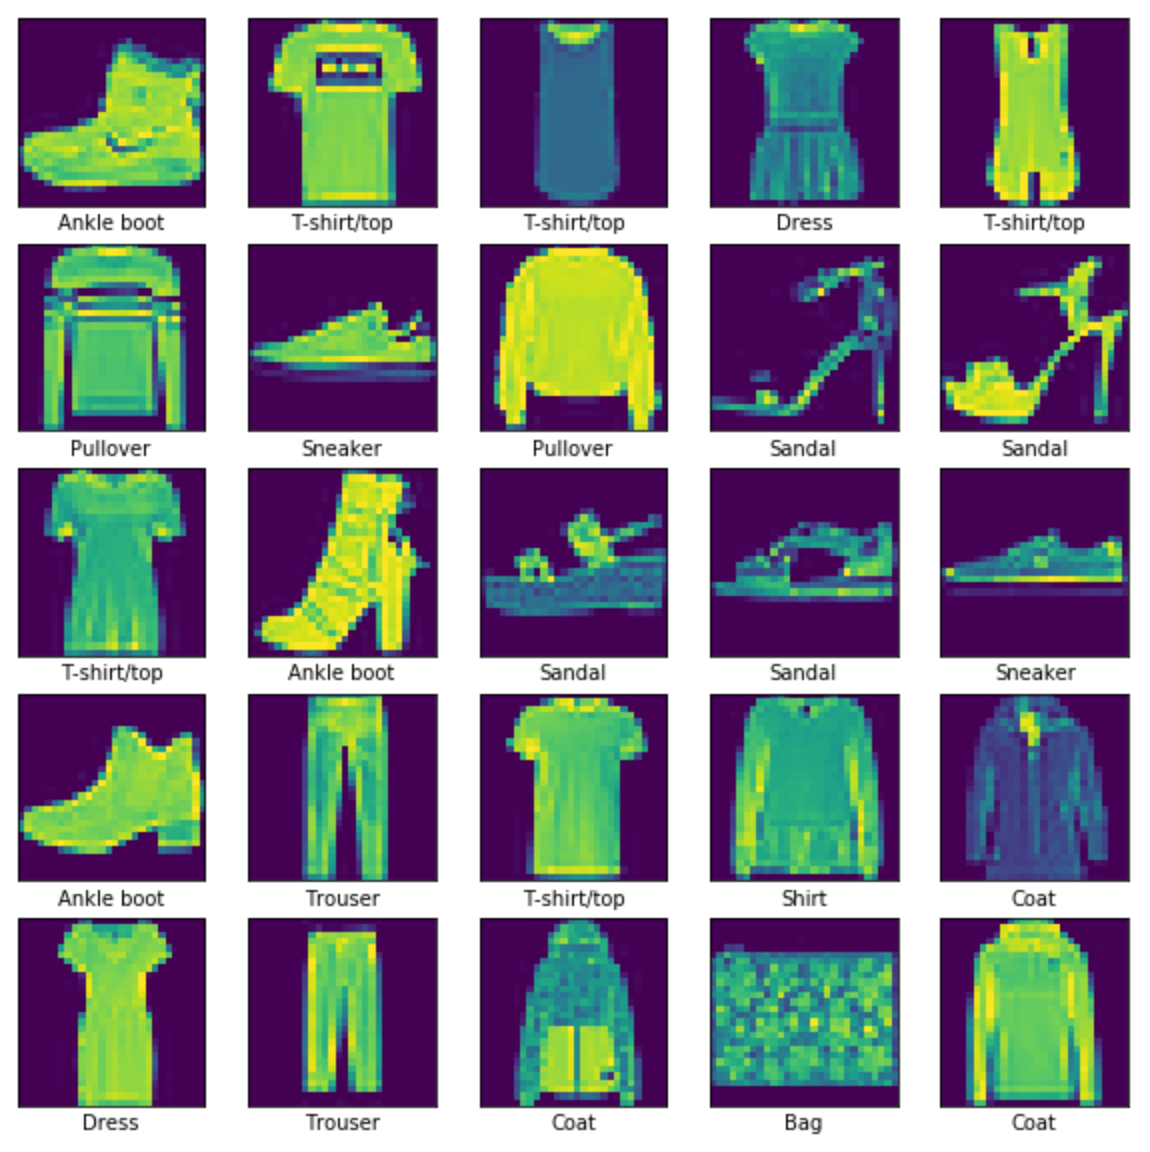 Ankle boot T-shirt/top T-shirt/top Dress T-shirt/top
Pullover Sneaker Pullover Sandal Sandal
T-shirt/top Ankle boot Sandal Sandal Sneaker
Ankle boot Trouser T-shirt/top Shirt Coat
Dress Trouser Coat Bag Coat